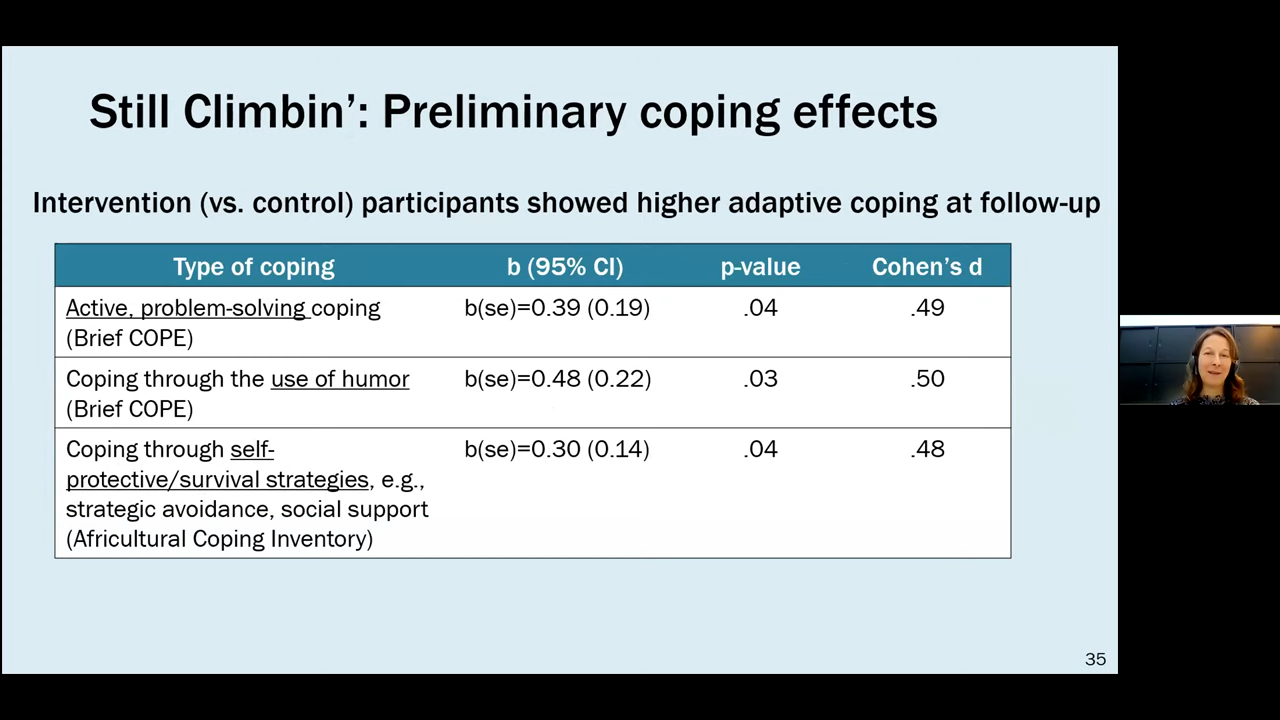 Still Climbin’: Preliminary coping effects
Intervention (vs. control) participants showed higher adaptive coping at follow-up
Type of coping b (95% CI) p-value Cohen’s d
Active, problem-solving coping b(se)=0.39 (0.19) .04 .49
(Brief COPE)
Coping through the use of humor b(se)=0.48 (0.22) .03 .50
(Brief COPE)
Coping through self- b(se)=0.30 (0.14) .04 .48
protective/survival strategies, e.g.,
strategic avoidance, social support
(Africultural Coping Inventory)
35